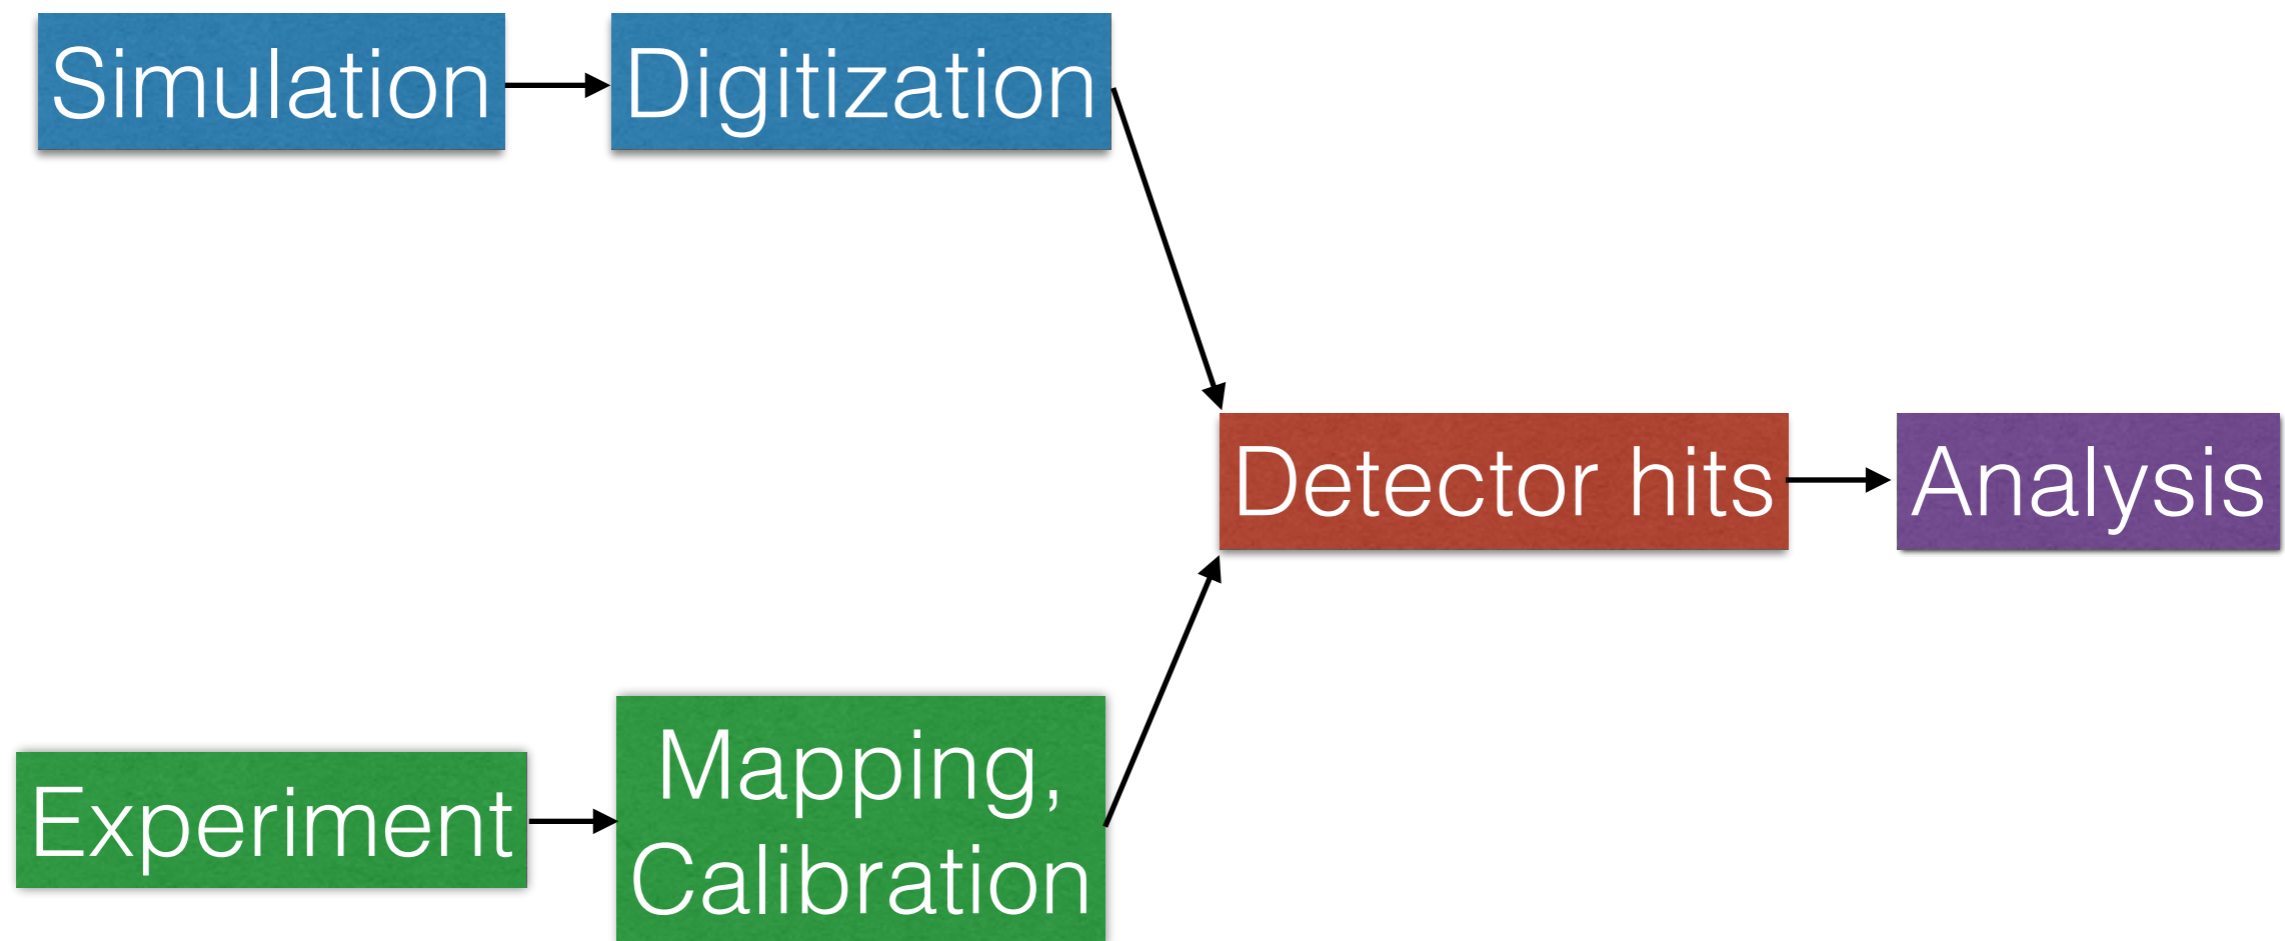 Simulation
Digitization
Detector hits
Analysis
Experiment
Mapping,
Calibration